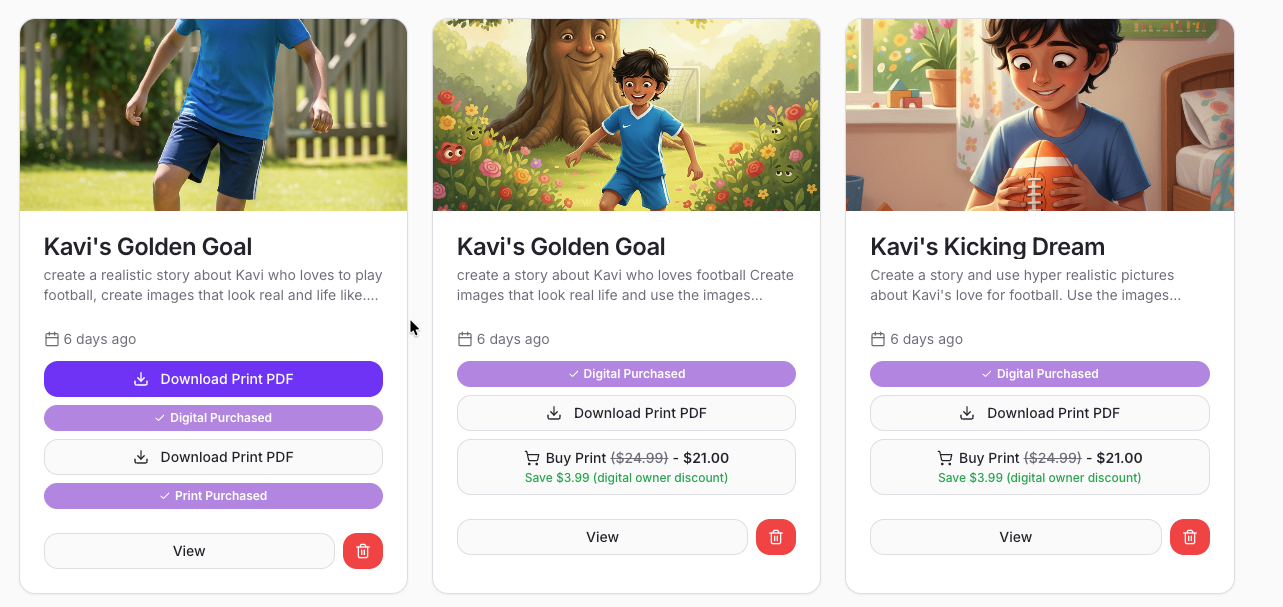 Kavi's Golden Goal
create a realistic story about Kavi who loves to play
football, create images that look real and life like....
6 days ago
Download Print PDF
Digital Purchased
Download Print PDF
Print Purchased
View
Kavi's Golden Goal
create a story about Kavi who loves football Create
images that look real life and use the images...
6 days ago
Digital Purchased
Download Print PDF
Buy Print ($24.99) - $21.00
Save $3.99 (digital owner discount)
View
Kavi's Kicking Dream
Create a story and use hyper realistic pictures
about Kavi's love for football. Use the images...
6 days ago
Digital Purchased
Download Print PDF
Buy Print ($24.99) - $21.00
Save $3.99 (digital owner discount)
View